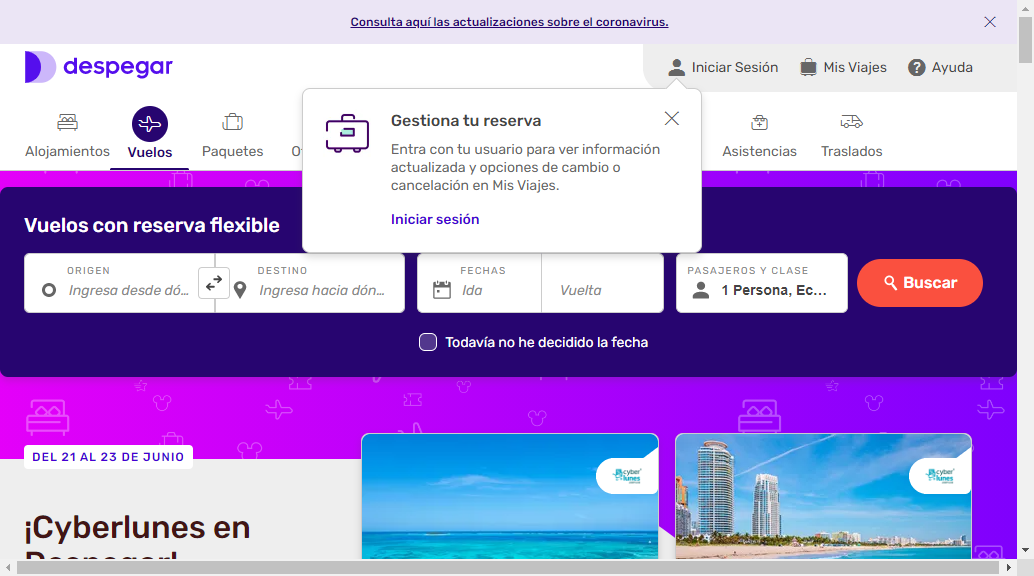 Consulta aquí las actualizaciones sobre el coronavirus.
despegar
Iniciar Sesión
Mis Viajes
Ayuda
Alojamientos
Vuelos
Paquetes
Asistencias
Traslados
Gestiona tu reserva
Entra con tu usuario para ver información
actualizada y opciones de cambio o
cancelación en Mis Viajes.
Iniciar sesión
Vuelos con reserva flexible
ORIGEN
Ingresa desde dó...
DESTINO
Ingresa hacia dón...
FECHAS
Ida
Vuelta
PASAJEROS Y CLASE
1 Persona, Ec...
Buscar
Todavía no he decidido la fecha
DEL 21 AL 23 DE JUNIO
cyber
lunes
cyber
lunes
¡Cyberlunes en
Despegar!